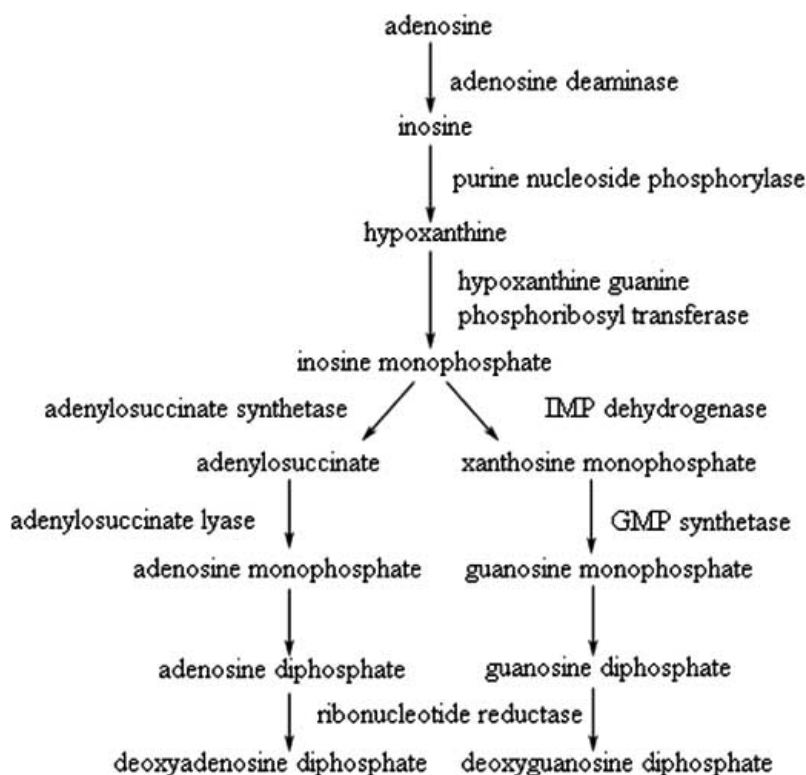 adenosine
adenosine deaminase
inosine
purine nucleoside phosphorylase
hypoxanthine
hypoxanthine guanine
phosphoribosyl transferase
inosine monophosphate
adenylosuccinate synthetase
IMP dehydrogenase
adenylosuccinate
xanthosine monophosphate
adenylosuccinate lyase
GMP synthetase
adenosine monophosphate
guanosine monophosphate
adenosine diphosphate
guanosine diphosphate
ribonucleotide reductase
deoxyadenosine diphosphate
deoxyguanosine diphosphate